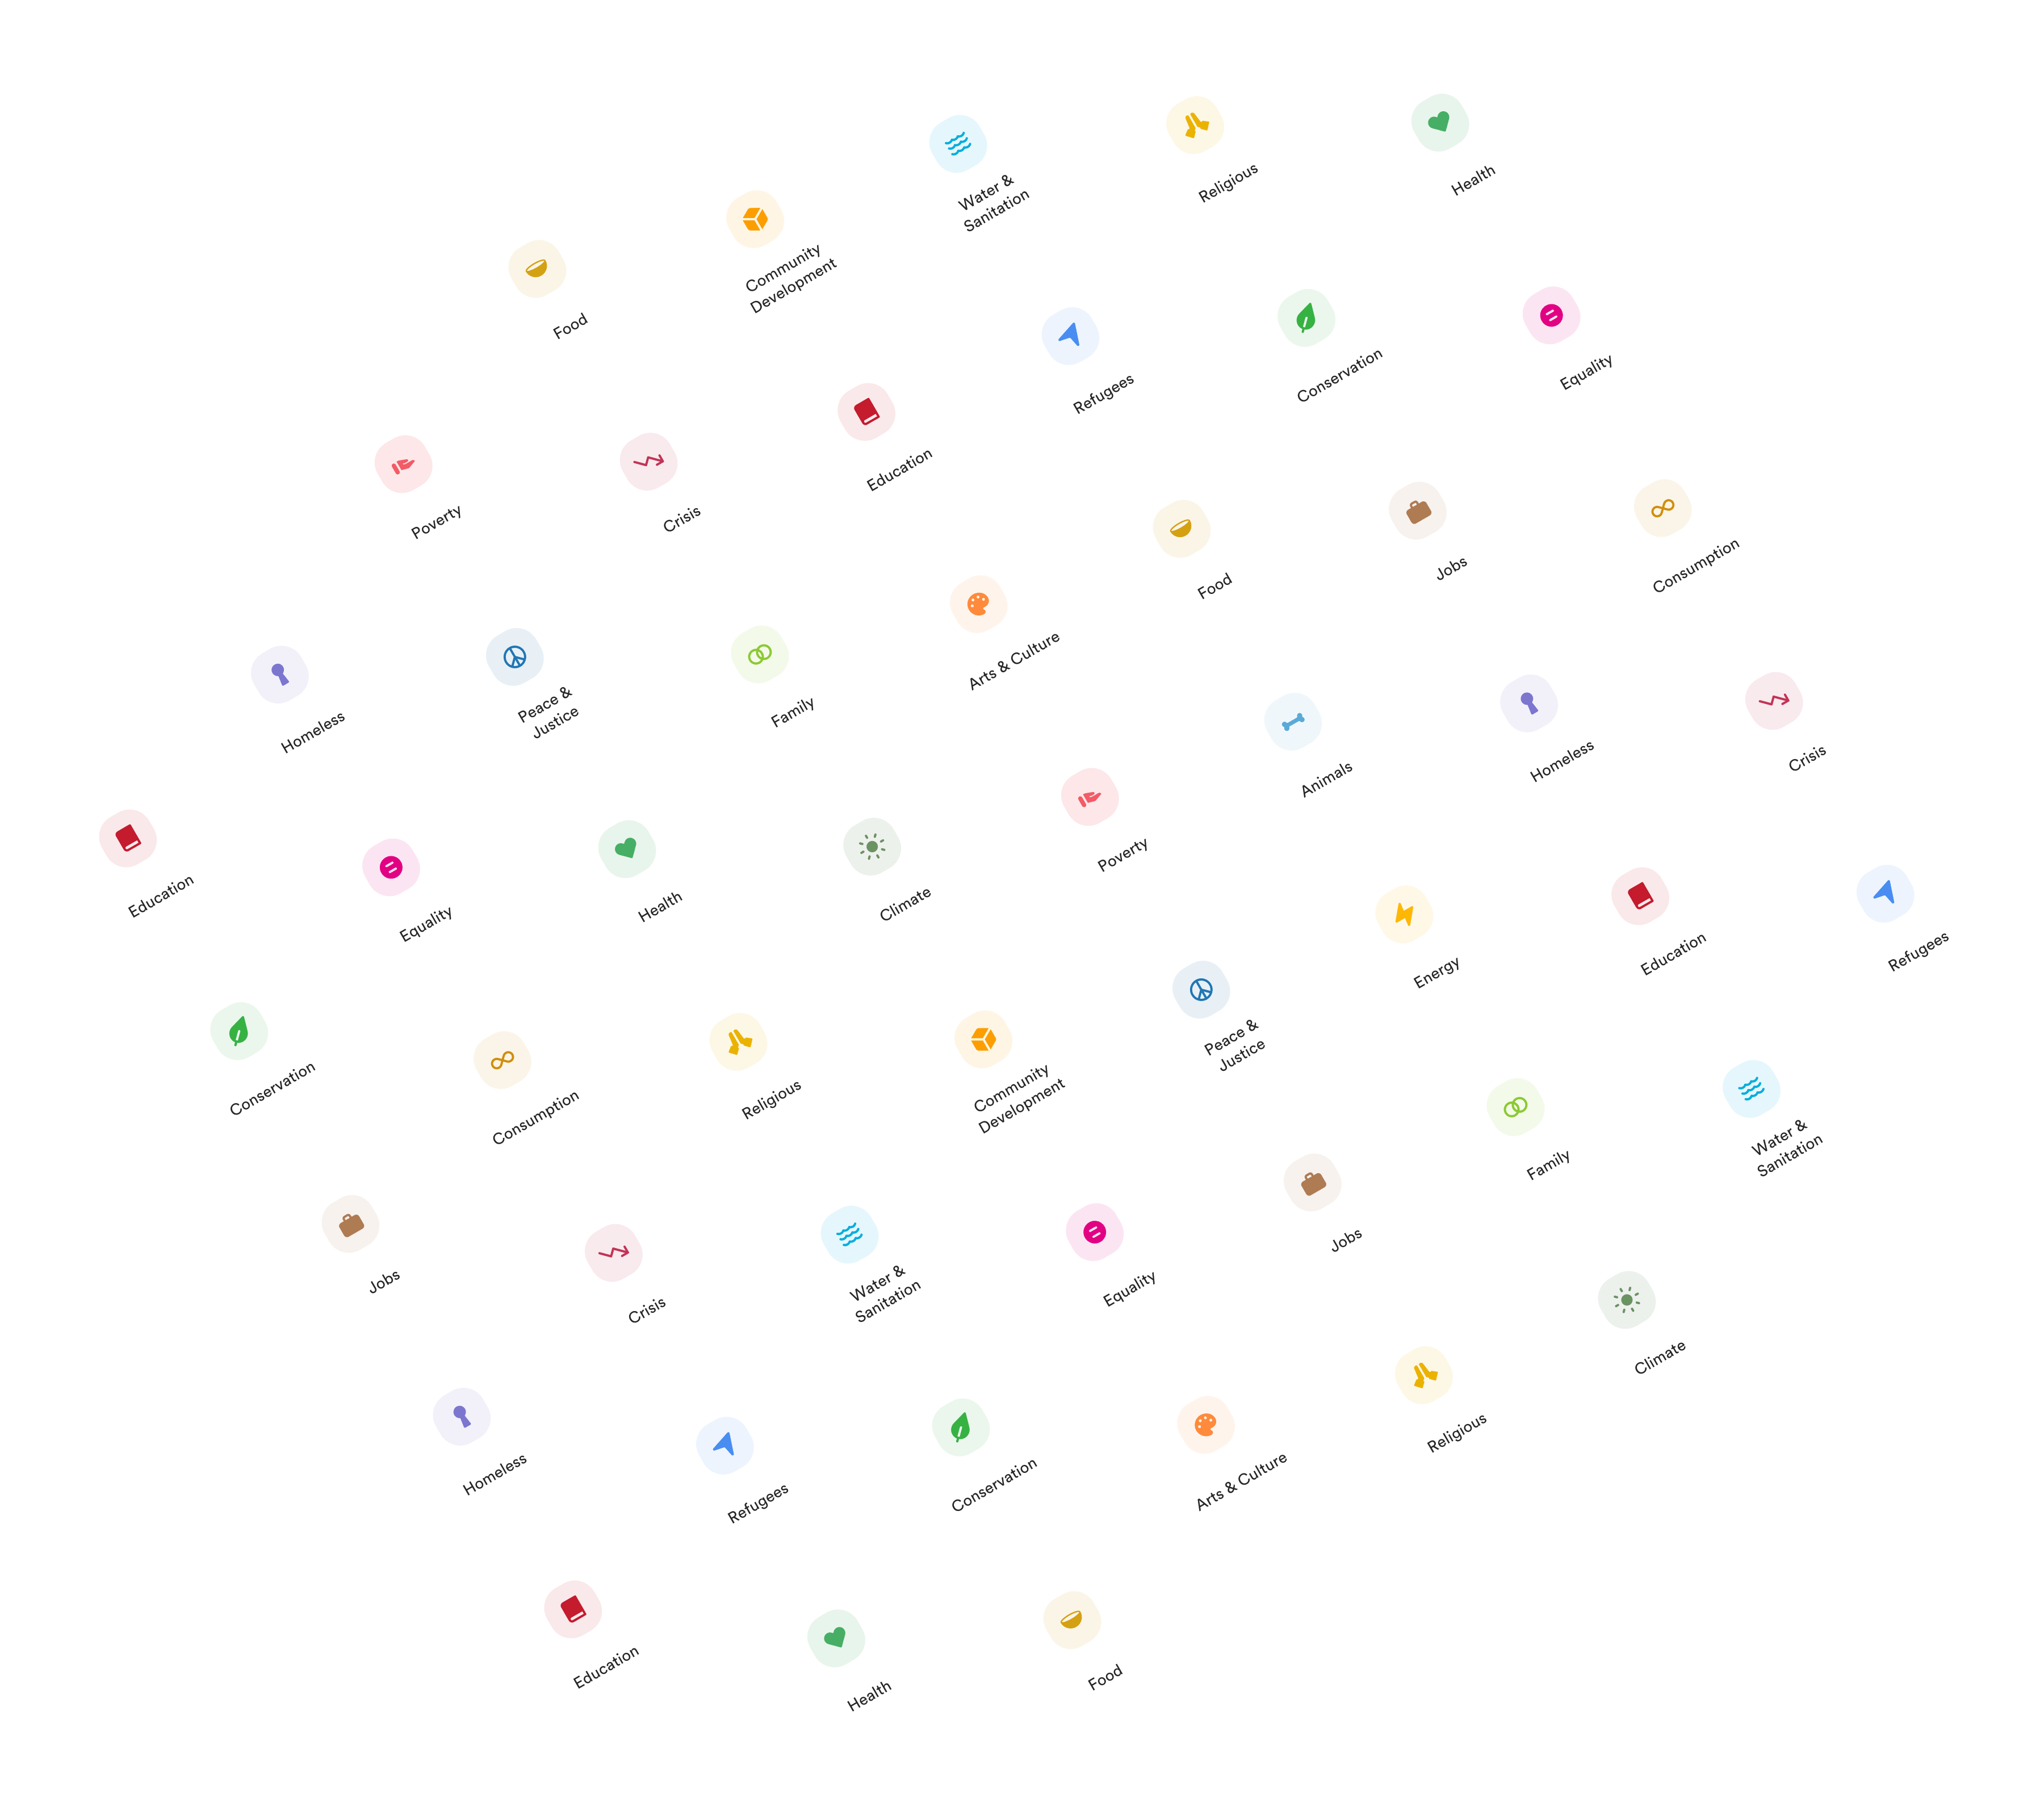 Health
Religious
Water &
Sanitation
Community
Development
Food
Equality
Conservation
Refugees
Education
Crisis
Poverty
Consumption
Jobs
Food
Arts & Culture
Family
Peace &
Justice
Homeless
Crisis
Homeless
Animals
Poverty
Climate
Health
Equality
Education
Refugees
Education
Energy
Peace &
Justice
Community
Development
Religious
Consumption
Conservation
Water &
Sanitation
Family
Jobs
Equality
Water &
Sanitation
Crisis
Jobs
Climate
Religious
Arts & Culture
Conservation
Refugees
Homeless
Food
Health
Education